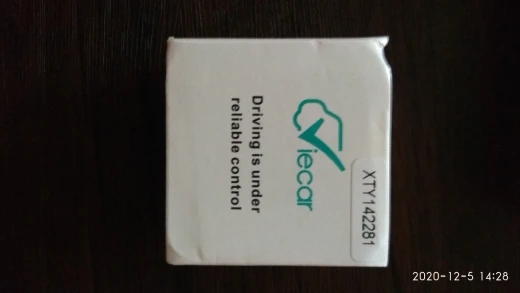 XTY142281
Viecar
Driving is under
reliable control
2020-12-5 14:28